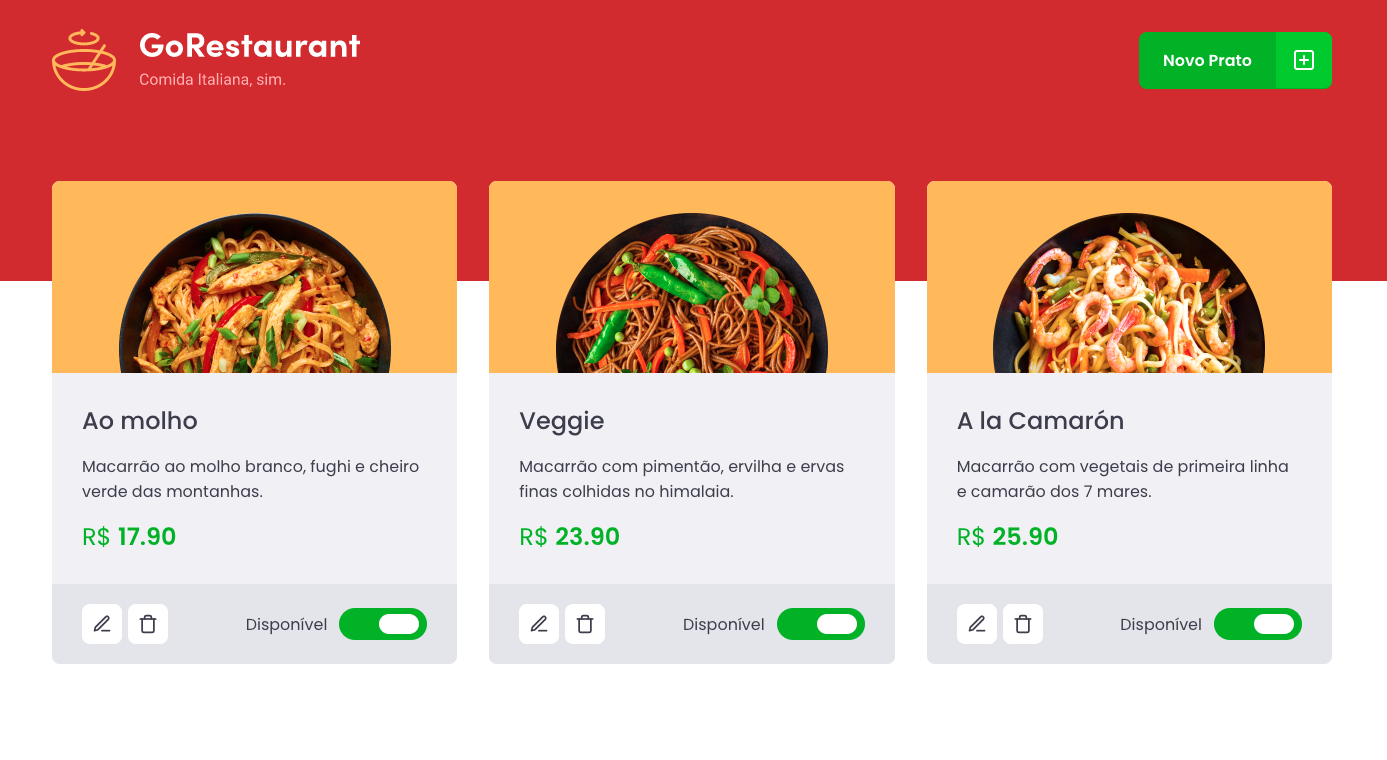 GoRestaurant
Comida Italiana, sim.
Novo Prato
Ao molho
Macarrão ao molho branco, fughi e cheiro
verde das montanhas.
R$ 17.90
Disponível
Veggie
Macarrão com pimentão, ervilha e ervas
finas colhidas no himalaia.
R$ 23.90
Disponível
A la Camarón
Macarrão com vegetais de primeira linha
e camarão dos 7 mares.
R$ 25.90
Disponível